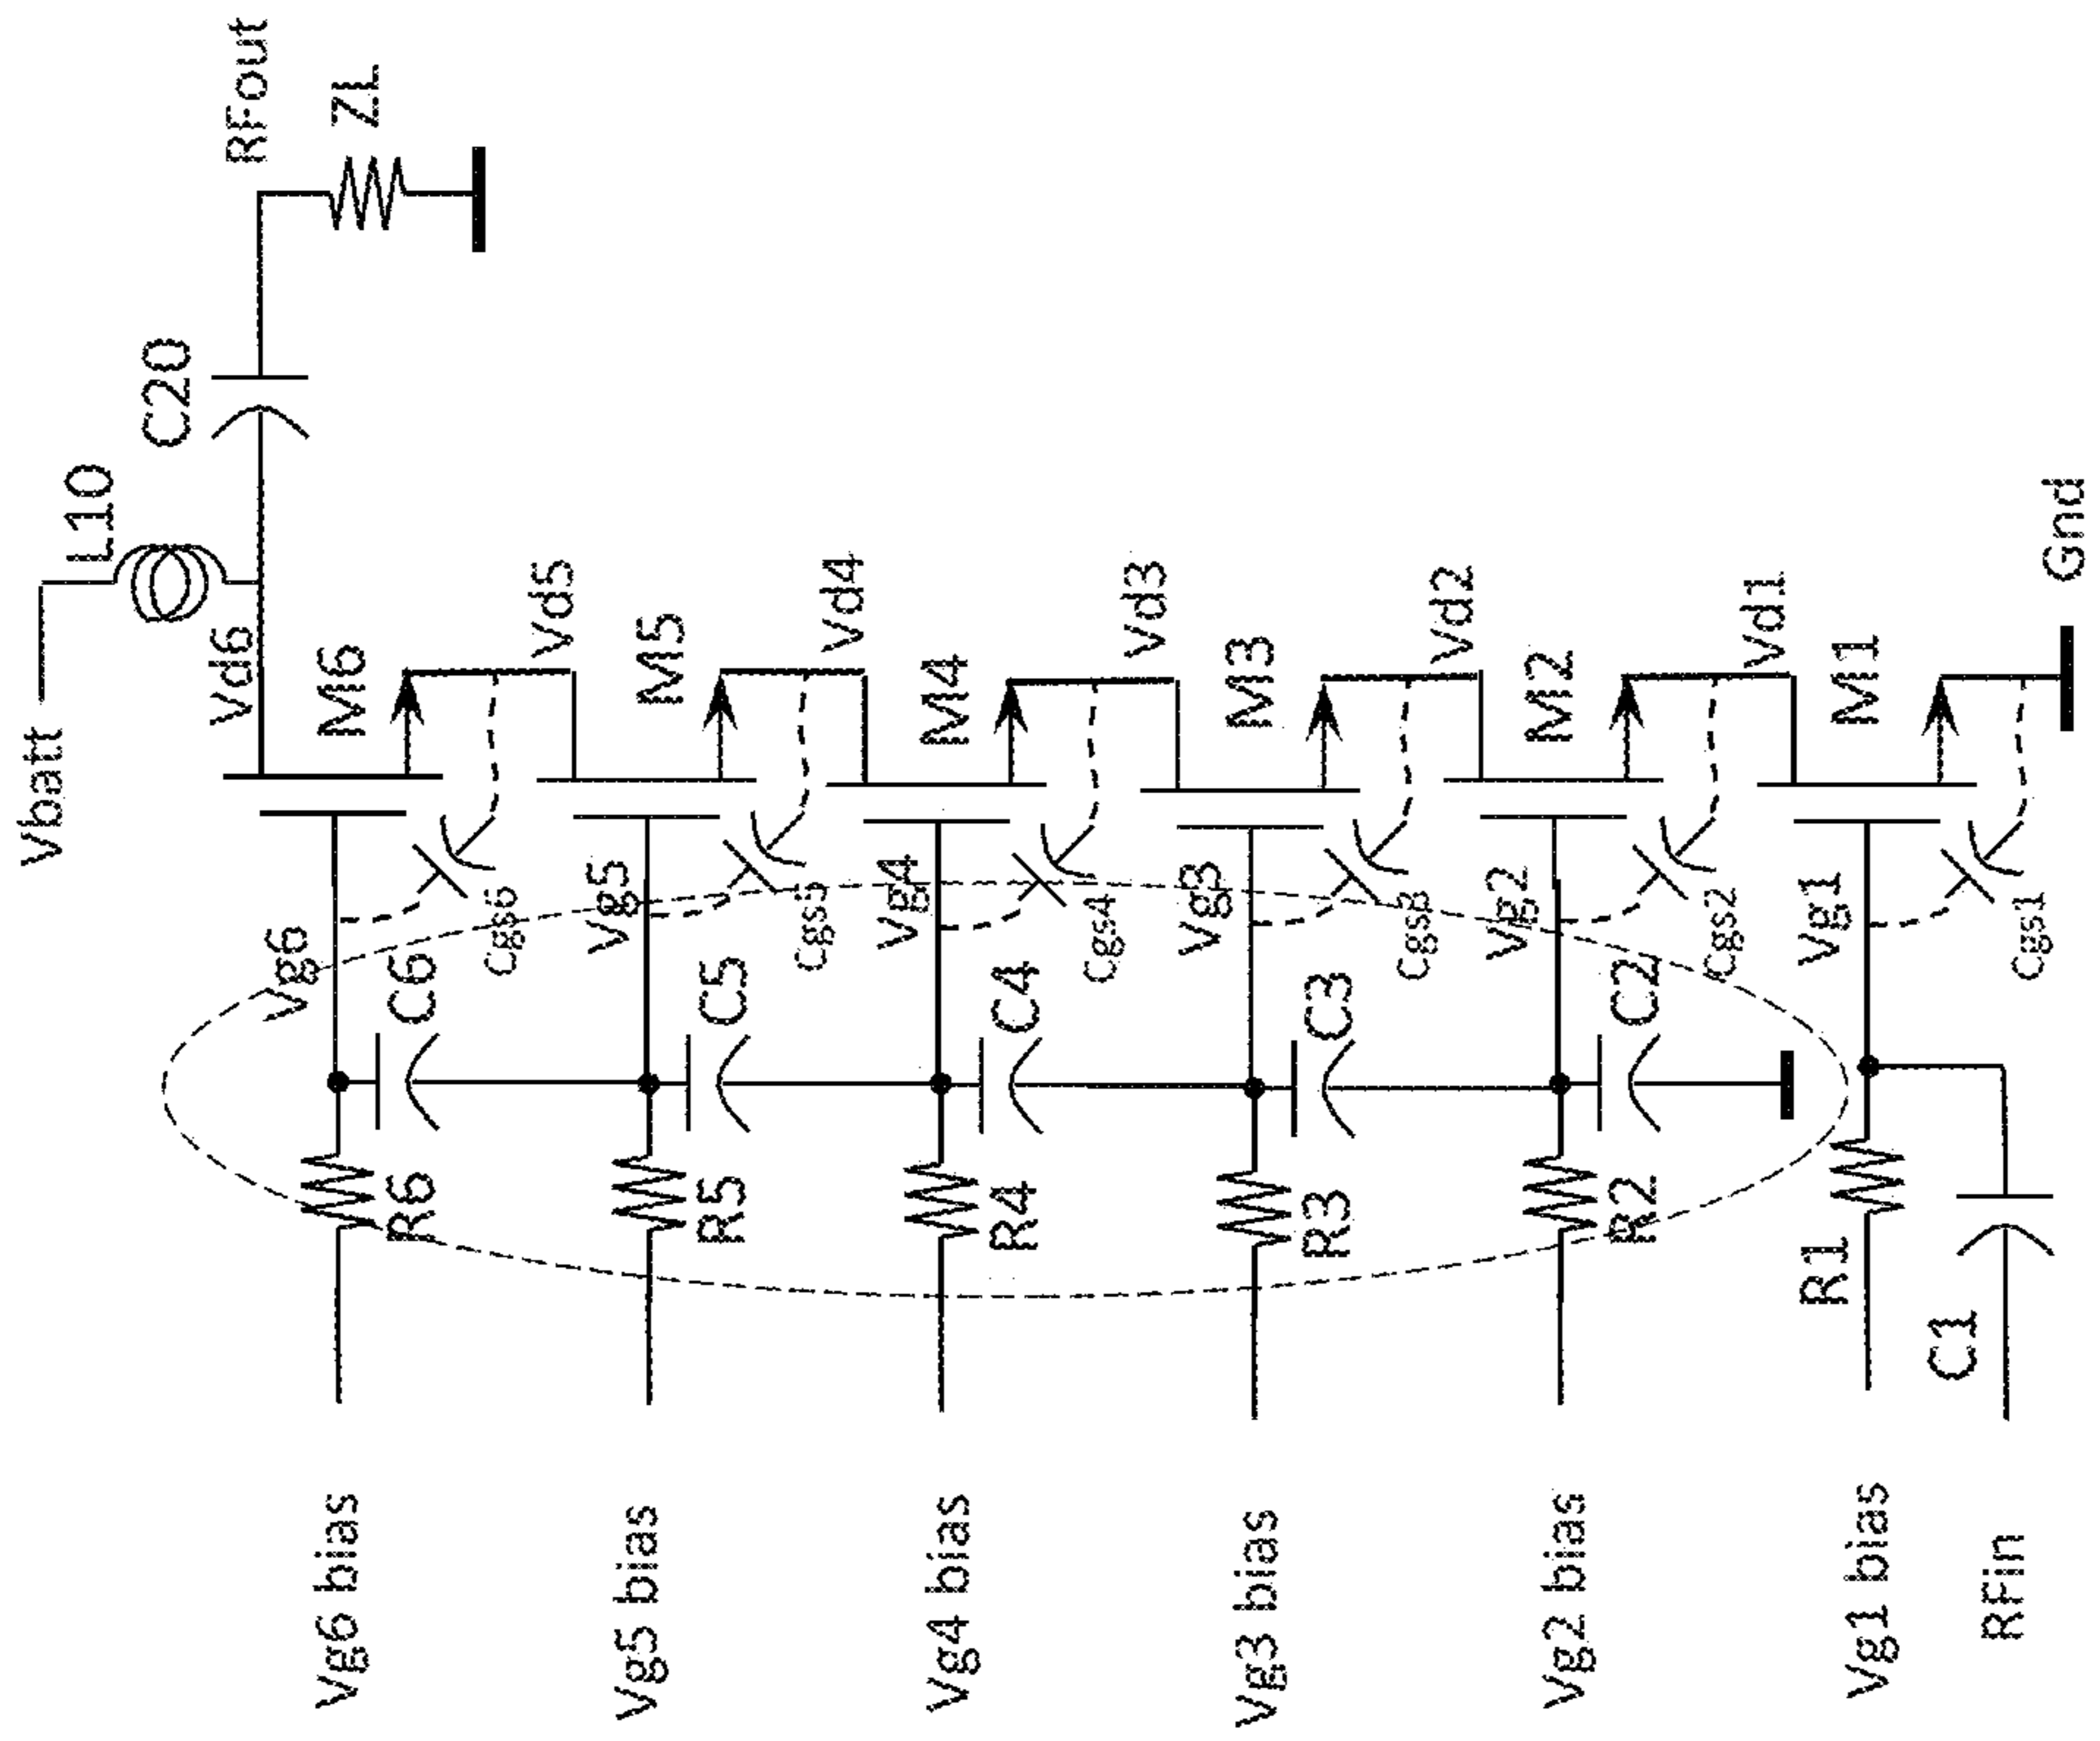 Vbatt
L10
C20
RFout
ZL
Vd6
M6
Vg6
C6
R6
Cgs6
Vg6 bias
Vd5
M5
Vg5
C5
R5
Cgs5
Vg5 bias
Vd4
M4
Vg4
C4
R4
Cgs4
Vg4 bias
Vd3
M3
Vg3
C3
R3
Cgs3
Vg3 bias
Vd2
M2
Vg2
C2
R2
Cgs2
Vg2 bias
Vd1
M1
Vg1
R1
Cgs1
Vg1 bias
C1
RFin
Gnd